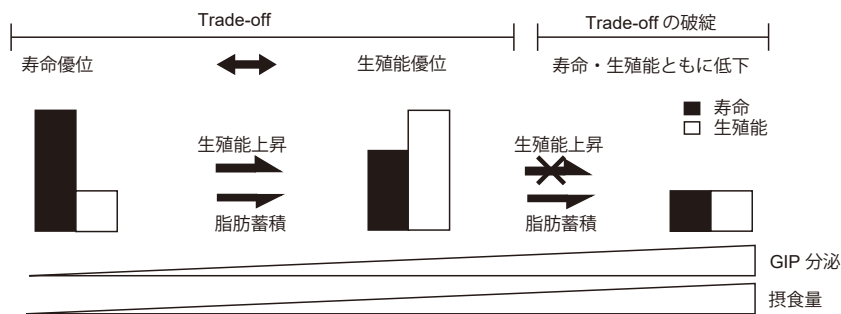 Trade-off
Trade-off の破綻
寿命優位
生殖能優位
寿命・生殖能ともに低下
寿命
生殖能
生殖能上昇
脂肪蓄積
生殖能上昇
脂肪蓄積
GIP 分泌
摂食量